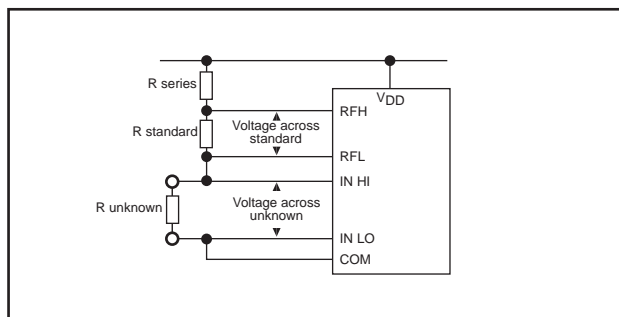 VDD
R series
RFH
R standard
Voltage across
standard
RFL
IN HI
R unknown
Voltage across
unknown
IN LO
COM